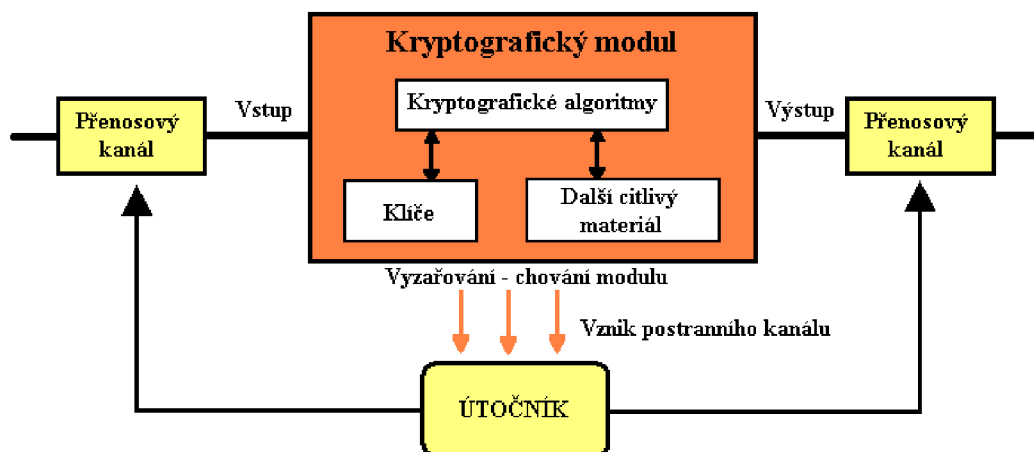 Kryptografický modul
Kryptografické algoritmy
Vstup
Výstup
Přenosový
kanál
Přenosový
kanál
Klíče
Další citlivý
materiál
Vyzařování - chování modulu
Vznik postranního kanálu
ÚTOČNÍK